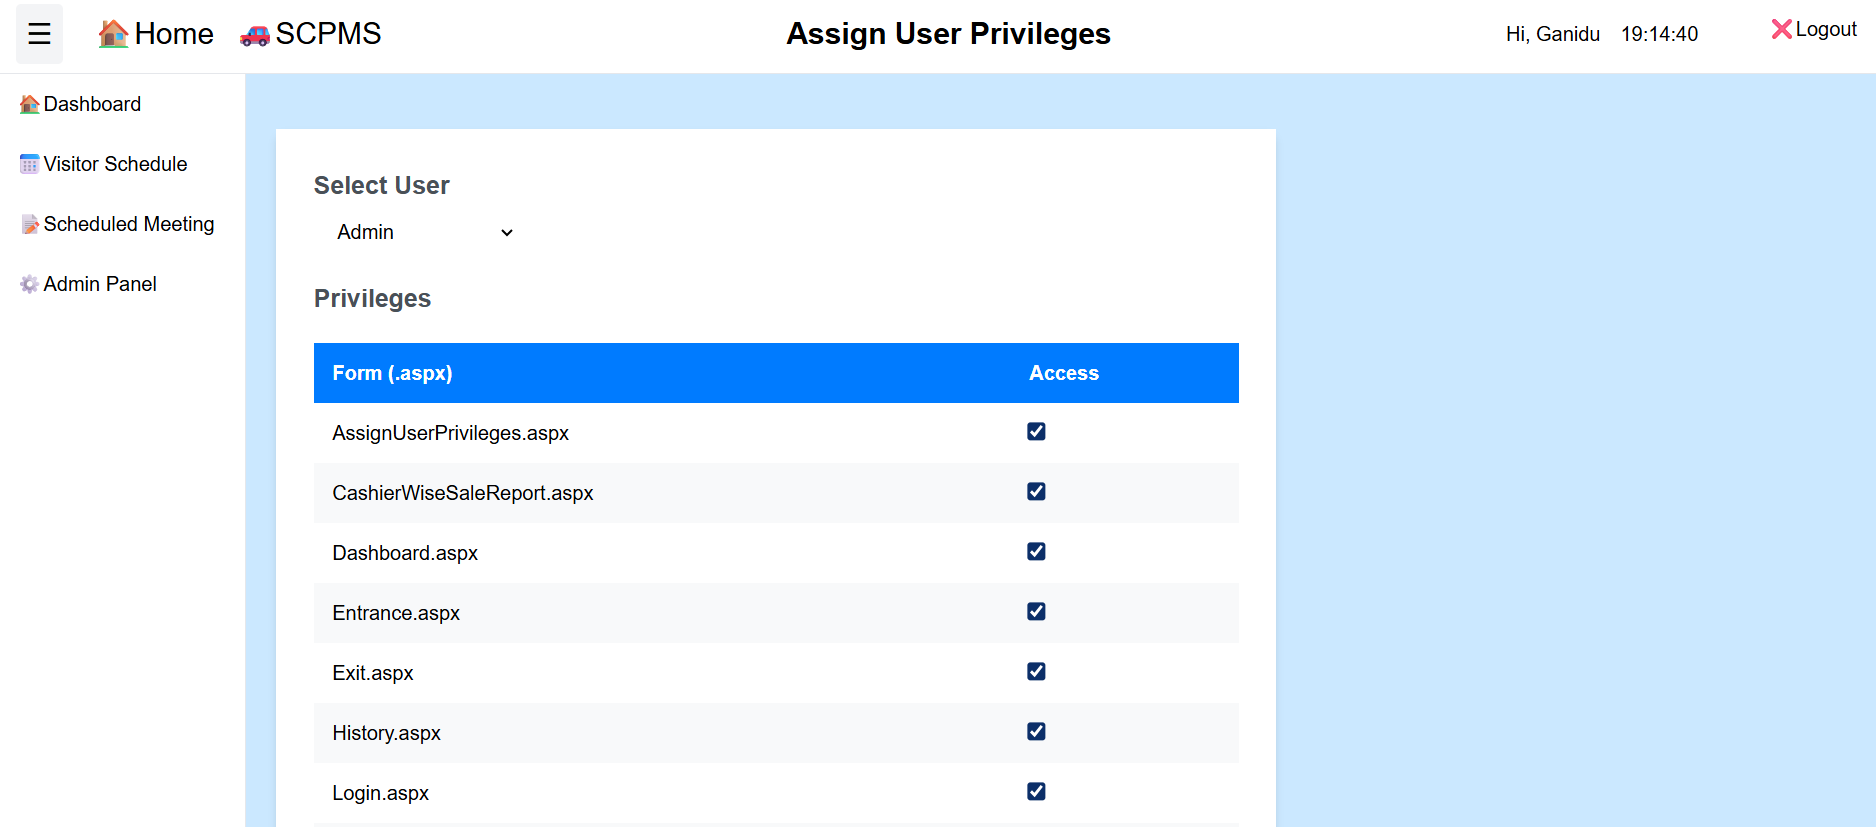 ☰ Home SCPMS Assign User Privileges Hi, Ganidu 19:14:40 Logout
Dashboard
Visitor Schedule
Scheduled Meeting
Admin Panel
Select User
Admin
Privileges
Form (.aspx) Access
AssignUserPrivileges.aspx
CashierWiseSaleReport.aspx
Dashboard.aspx
Entrance.aspx
Exit.aspx
History.aspx
Login.aspx